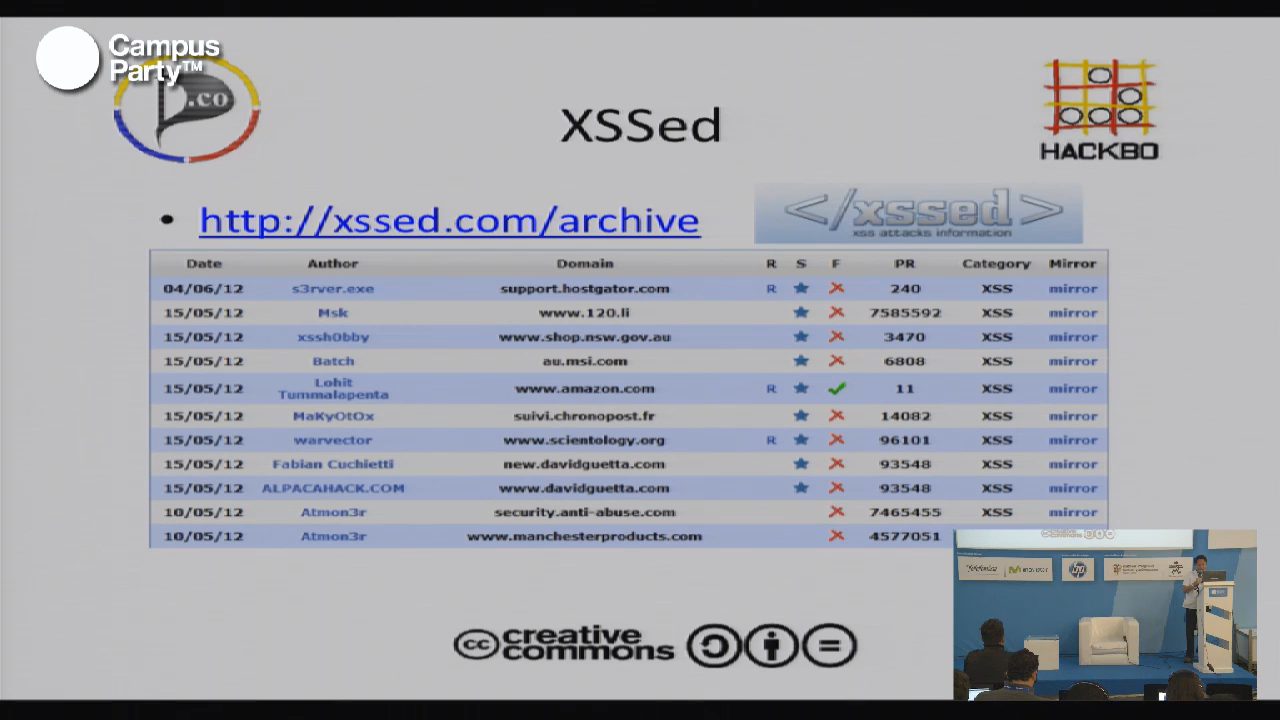 Campus
Party™
.co
XSSed
HACKBO
• http://xssed.com/archive
</xssed>
xss attacks information
Date Author Domain R S F PR Category Mirror
04/06/12 s3rver.exe support.hostgator.com R 240 XSS mirror
15/05/12 Msk www.120.li 7585592 XSS mirror
15/05/12 xssh0bby www.shop.nsw.gov.au 3470 XSS mirror
15/05/12 Batch au.msi.com 6808 XSS mirror
15/05/12 Lohit Tummalapenta www.amazon.com R 11 XSS mirror
15/05/12 MaKyOtOx suivi.chronopost.fr 14082 XSS mirror
15/05/12 warvector www.scientology.org R 96101 XSS mirror
15/05/12 Fabian Cuchietti new.davidguetta.com 93548 XSS mirror
15/05/12 ALPACAHACK.COM www.davidguetta.com 93548 XSS mirror
10/05/12 Atmon3r security.anti-abuse.com 7465455 XSS mirror
10/05/12 Atmon3r www.manchesterproducts.com 4577051
Telefónica movistar hp
cc creative
commons